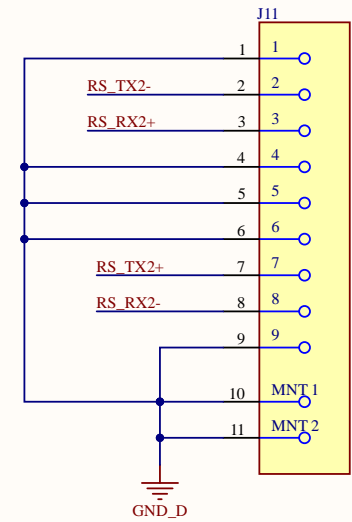 J11
1 1
RS_TX2- 2 2
RS_RX2+ 3 3
4 4
5 5
6 6
RS_TX2+ 7 7
RS_RX2- 8 8
9 9
10 MNT 1
11 MNT 2
GND_D